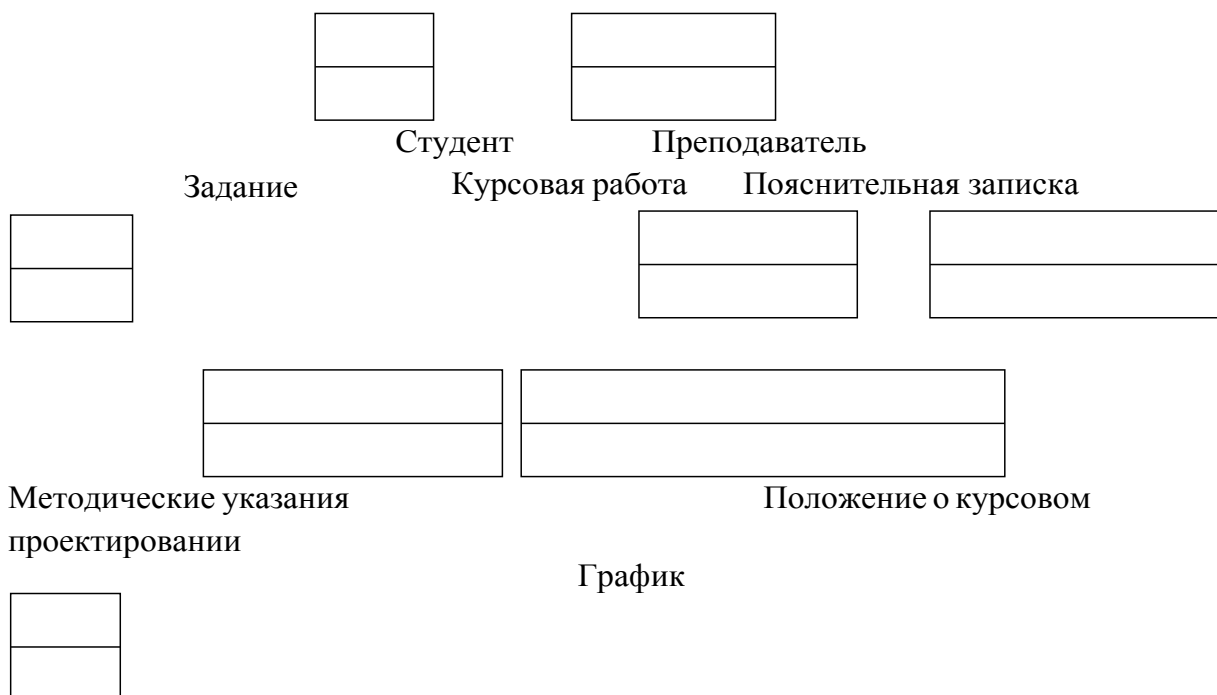 Студент Преподаватель
Задание Курсовая работа Пояснительная записка
Методические указания Положение о курсовом
проектировании
График